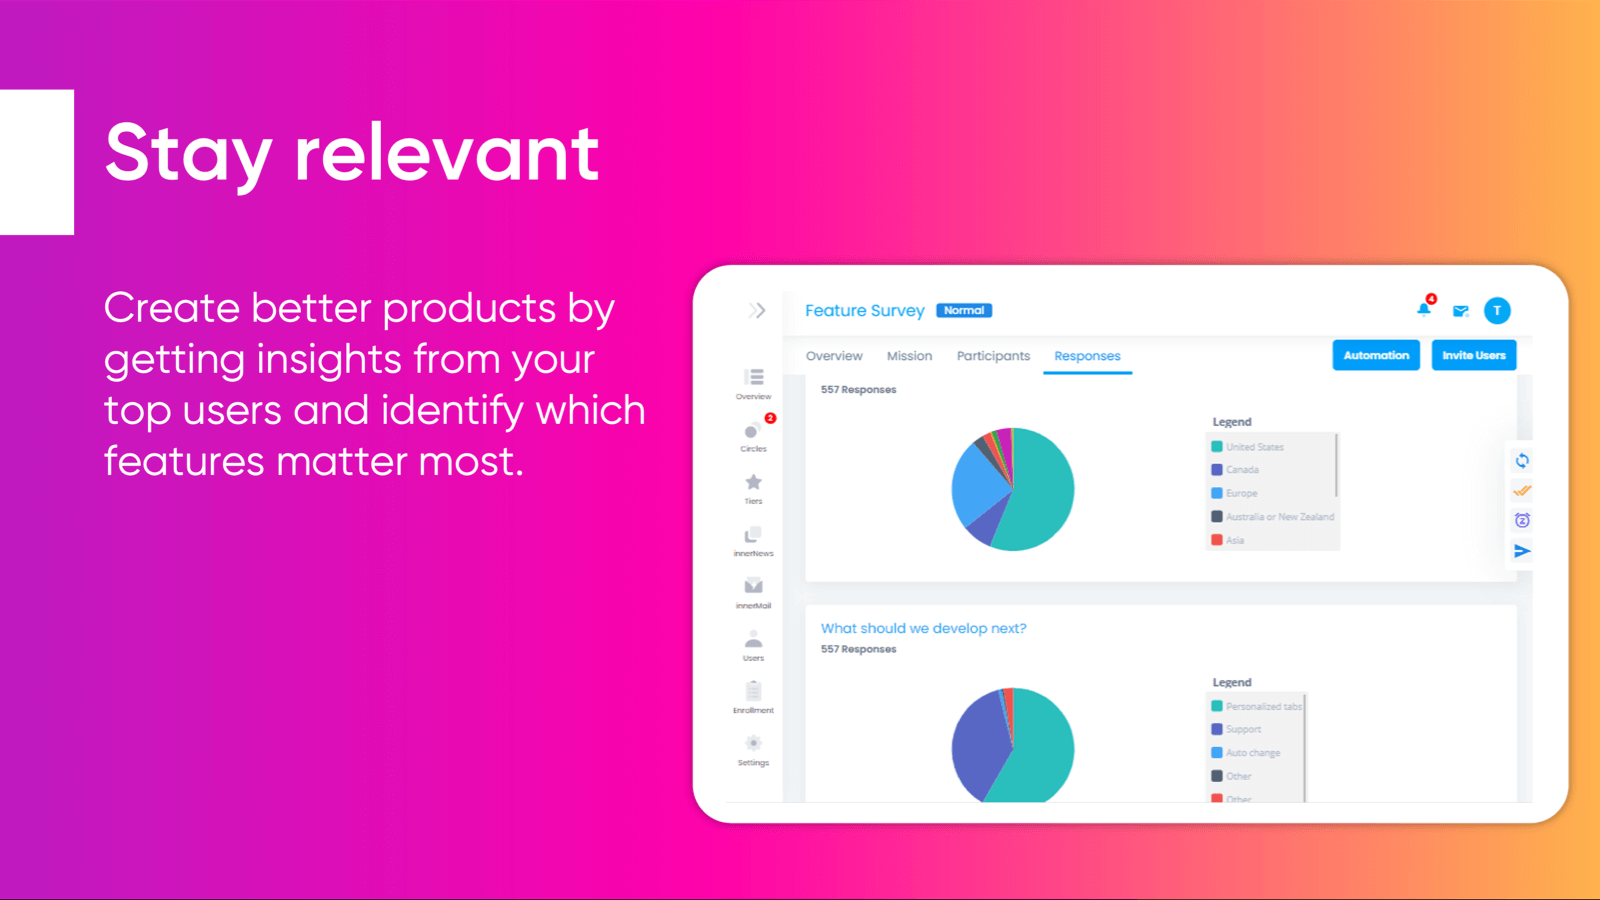 Stay relevant
Create better products by
getting insights from your
top users and identify which
features matter most.
Feature Survey
Normal
4
T
Overview
Mission
Participants
Responses
Automation
Invite Users
Overview
2
Circles
Tiers
innerNews
innerMail
Users
Enrollment
Settings
557 Responses
Legend
United States
Canada
Europe
Australia or New Zealand
Asia
What should we develop next?
557 Responses
Legend
Personalized tabs
Support
Auto change
Other
Other